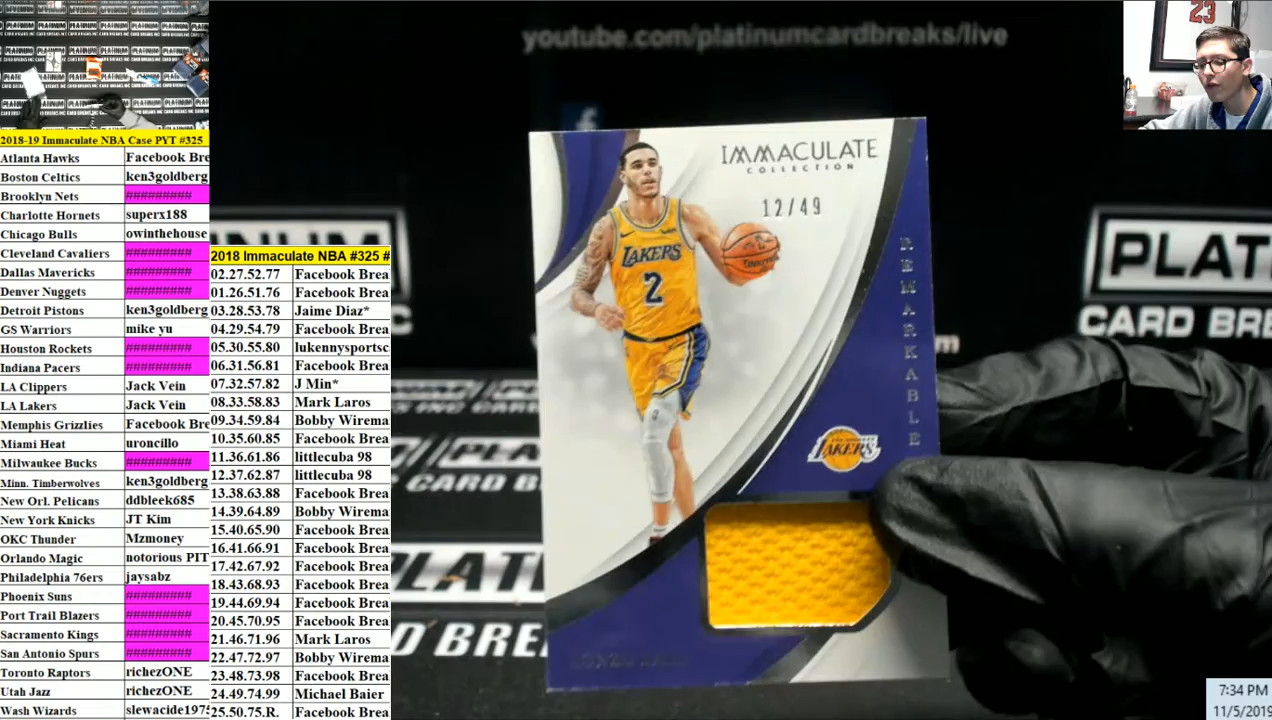 youtube.com/platinumcardbreaks/live
23
2018-19 Immaculate NBA Case PYT #325
Atlanta Hawks Facebook Bre
Boston Celtics ken3goldberg
Brooklyn Nets #########
Charlotte Hornets superx188
Chicago Bulls owinthehouse
Cleveland Cavaliers #########
Dallas Mavericks #########
Denver Nuggets #########
Detroit Pistons ken3goldberg
GS Warriors mike yu
Houston Rockets #########
Indiana Pacers #########
LA Clippers Jack Vein
LA Lakers Jack Vein
Memphis Grizzlies Facebook Bre
Miami Heat uroncillo
Milwaukee Bucks #########
Minn. Timberwolves ken3goldberg
New Orl. Pelicans ddbleek685
New York Knicks JT Kim
OKC Thunder Mzmoney
Orlando Magic notorious PIT
Philadelphia 76ers jaysabz
Phoenix Suns #########
Port Trail Blazers #########
Sacramento Kings #########
San Antonio Spurs #########
Toronto Raptors richezONE
Utah Jazz richezONE
Wash Wizards slewacide1975
2018 Immaculate NBA #325 #
02.27.52.77 Facebook Brea
01.26.51.76 Facebook Brea
03.28.53.78 Jaime Diaz*
04.29.54.79 Facebook Brea
05.30.55.80 lukennysportsc
06.31.56.81 Facebook Brea
07.32.57.82 J Min*
08.33.58.83 Mark Laros
09.34.59.84 Bobby Wirema
10.35.60.85 Facebook Brea
11.36.61.86 littlecuba 98
12.37.62.87 littlecuba 98
13.38.63.88 Facebook Brea
14.39.64.89 Bobby Wirema
15.40.65.90 Facebook Brea
16.41.66.91 Facebook Brea
17.42.67.92 Facebook Brea
18.43.68.93 Facebook Brea
19.44.69.94 Facebook Brea
20.45.70.95 Facebook Brea
21.46.71.96 Mark Laros
22.47.72.97 Bobby Wirema
23.48.73.98 Facebook Brea
24.49.74.99 Michael Baier
25.50.75.R. Facebook Brea
IMMACULATE
COLLECTION
12/49
LAKERS
2
REMARKABLE
LAKERS
PLATI
CARD BRE
7:34 PM
11/5/2019